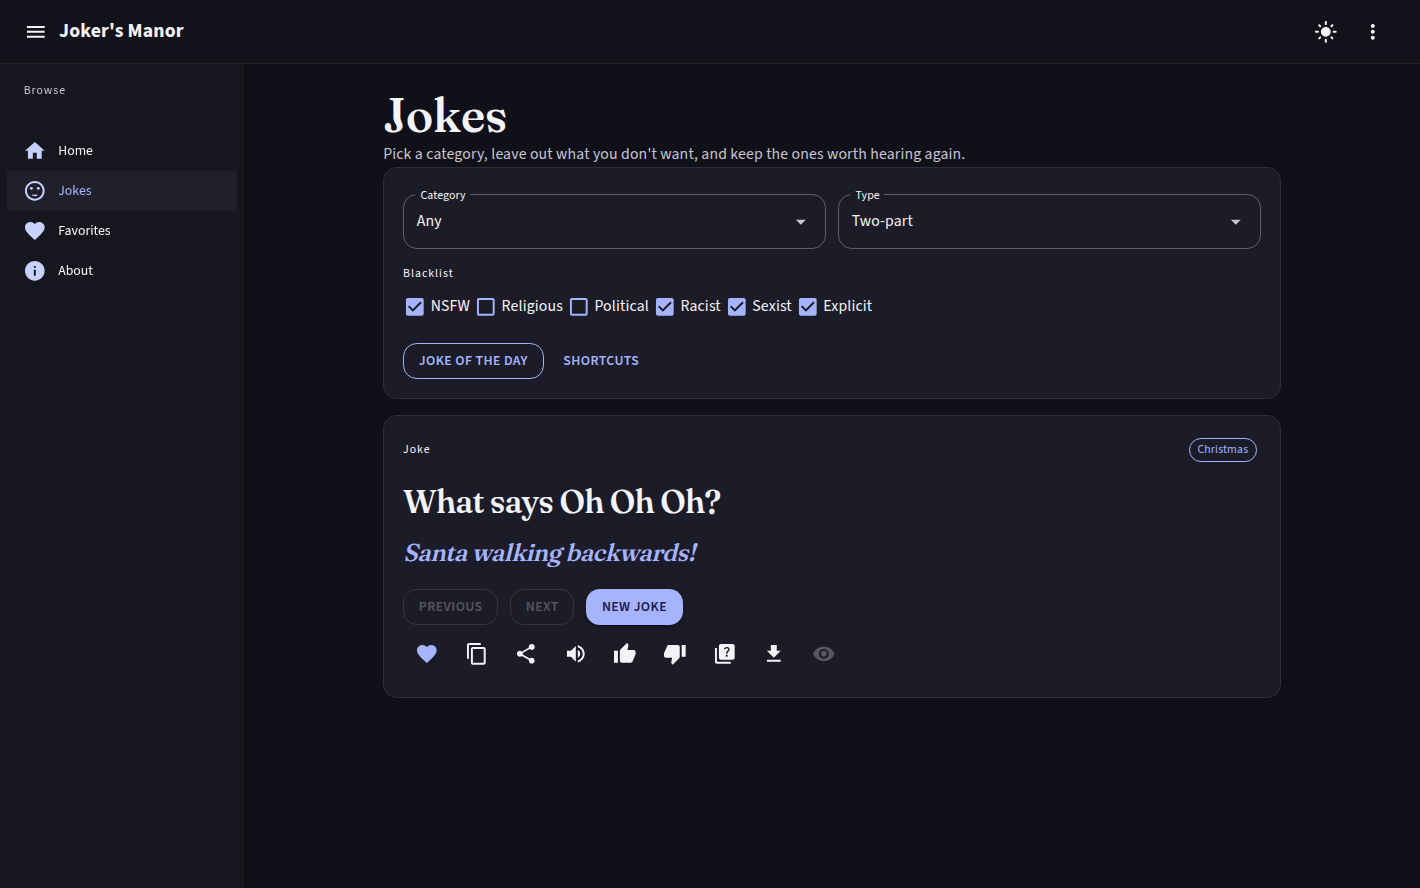 Joker's Manor
Browse
Home
Jokes
Favorites
About
Jokes
Pick a category, leave out what you don't want, and keep the ones worth hearing again.
Category
Any
Type
Two-part
Blacklist
NSFW Religious Political Racist Sexist Explicit
JOKE OF THE DAY SHORTCUTS
Joke
Christmas
What says Oh Oh Oh?
Santa walking backwards!
PREVIOUS NEXT NEW JOKE